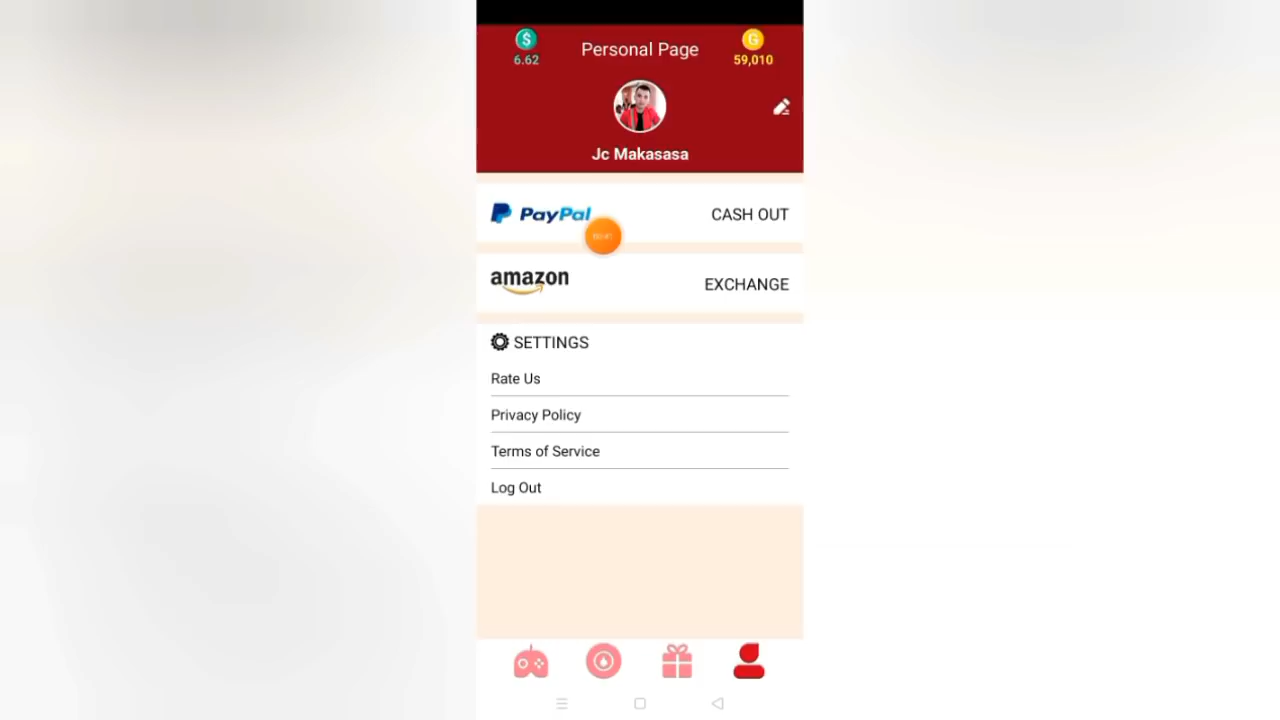 $ Personal Page G
6.62 59,010
Jc Makasasa
PayPal CASH OUT
amazon EXCHANGE
SETTINGS
Rate Us
Privacy Policy
Terms of Service
Log Out